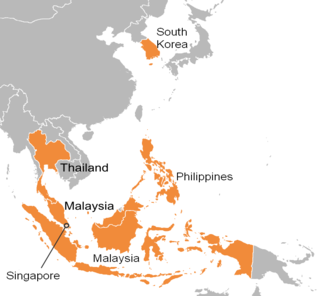 South
Korea
Thailand
Philippines
Malaysia
Malaysia
Singapore